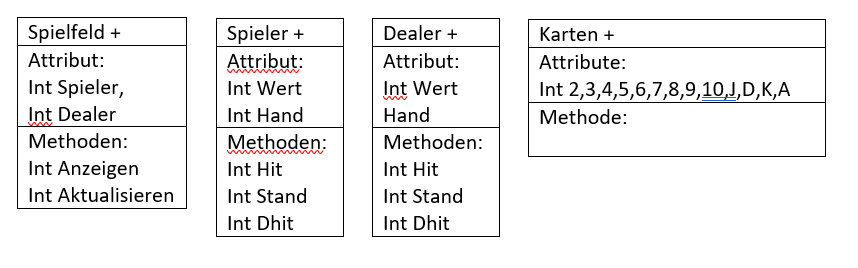 Spielfeld +
Attribut:
Int Spieler,
Int Dealer
Methoden:
Int Anzeigen
Int Aktualisieren
Spieler +
Attribut:
Int Wert
Int Hand
Methoden:
Int Hit
Int Stand
Int Dhit
Dealer +
Attribut:
Int Wert
Hand
Methoden:
Int Hit
Int Stand
Int Dhit
Karten +
Attribute:
Int 2,3,4,5,6,7,8,9,10,J,D,K,A
Methode: